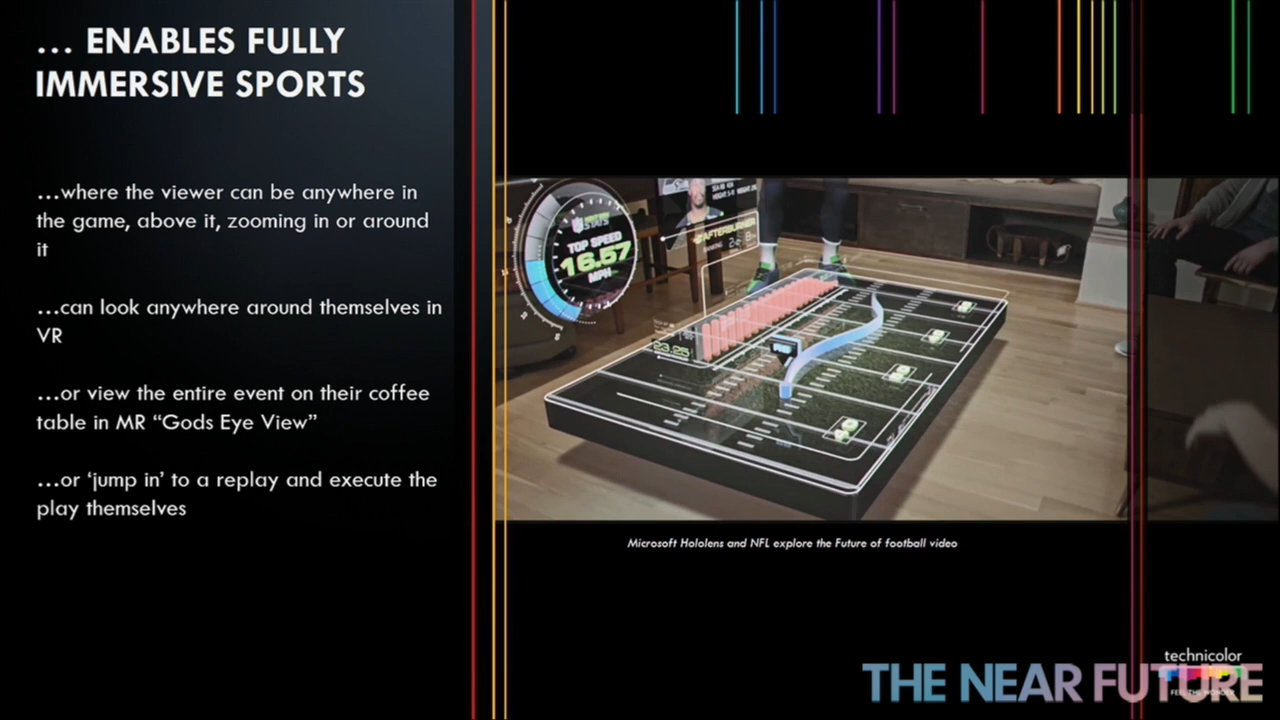 ... ENABLES FULLY
IMMERSIVE SPORTS
...where the viewer can be anywhere in
the game, above it, zooming in or around
it
...can look anywhere around themselves in
VR
...or view the entire event on their coffee
table in MR “Gods Eye View”
...or ‘jump in’ to a replay and execute the
play themselves
STATS
TOP SPEED
16.57
MPH
AFTERBURNER
RANKING
23.25
Microsoft Hololens and NFL explore the Future of football video
technicolor
THE NEAR FUTURE